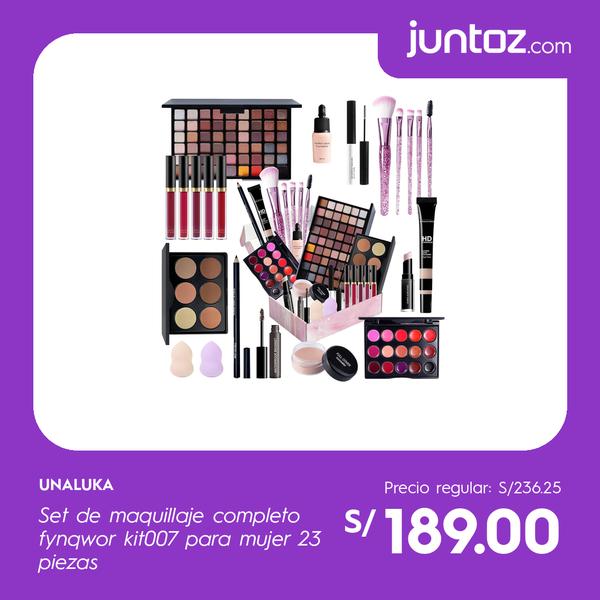 juntoz.com
HD
UNALUKA
Precio regular: S/236.25
Set de maquillaje completo
fynqwor kit007 para mujer 23
piezas
S/189.00